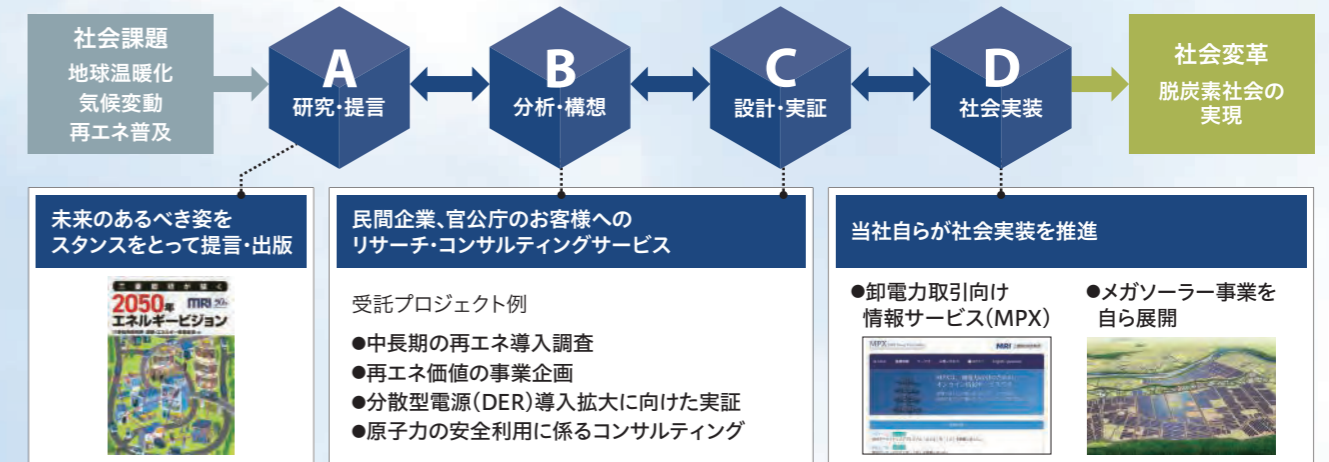 社会課題
地球温暖化
気候変動
再エネ普及
A
研究・提言
B
分析・構想
C
設計・実証
D
社会実装
社会変革
脱炭素社会の
実現
未来のあるべき姿を
スタンスをとって提言・出版
2050年
MRI
エネルギービジョン
民間企業、官公庁のお客様への
リサーチ・コンサルティングサービス
受託プロジェクト例
●中長期の再エネ導入調査
●再エネ価値の事業企画
●分散型電源(DER)導入拡大に向けた実証
●原子力の安全利用に係るコンサルティング
当社自らが社会実装を推進
●卸電力取引向け
情報サービス(MPX)
MPX
MRI
●メガソーラー事業を
自ら展開